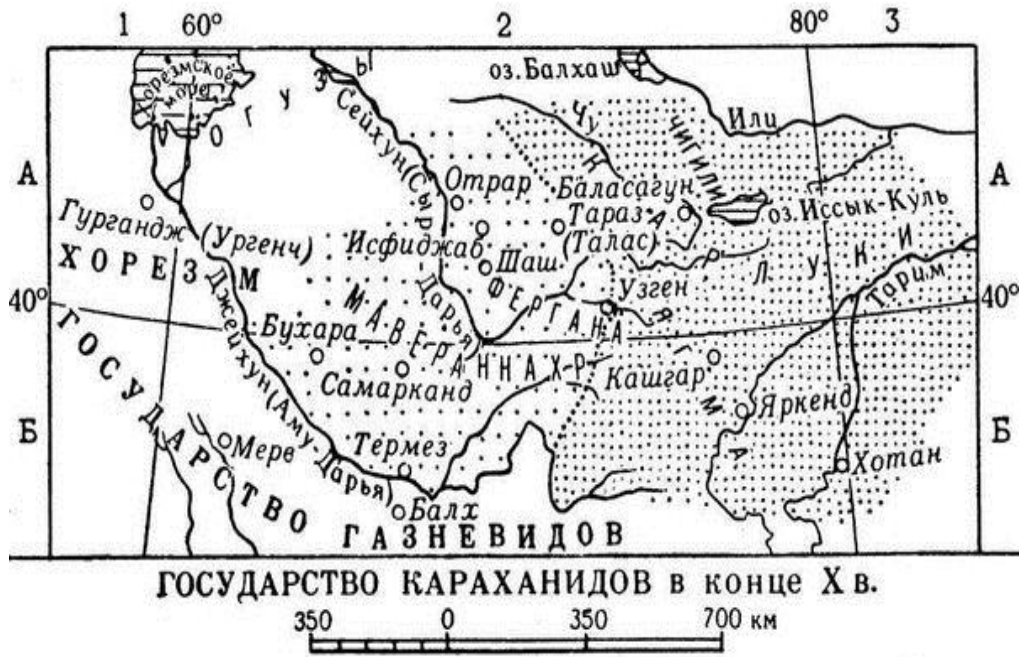 1 60° 2 80° 3
Хорезмское море
ОГУЗЫ
Сейхун (Сыр-Дарья)
оз. Балхаш
Или
Чу
ЧИГИЛИ
КАРЛУКИ
А
А
Отрар
Баласагун
Тараз
(Талас)
оз. Иссык-Куль
Гургандж (Ургенч)
Исфиджаб
Шаш
ХОРЕЗМ
ФЕРГАНА
Узген
Тарим
40°
40°
Джейхун (Аму-Дарья)
МАВЕРАННАХР
Бухара
Самарканд
Кашгар
Яркенд
Б
Б
Мерв
Термез
Балх
Хотан
ГОСУДАРСТВО ГАЗНЕВИДОВ
ГОСУДАРСТВО КАРАХАНИДОВ в конце X в.
350 0 350 700 км